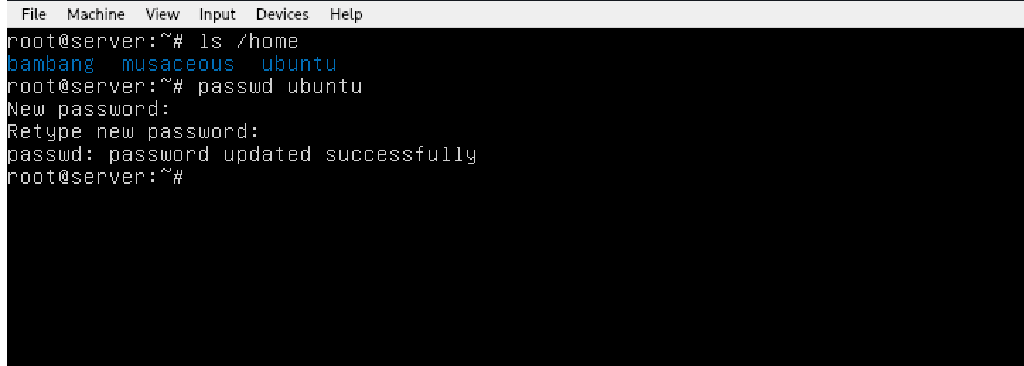 File Machine View Input Devices Help
root@server:~# ls /home
bambang  musaceous  ubuntu
root@server:~# passwd ubuntu
New password:
Retype new password:
passwd: password updated successfully
root@server:~#